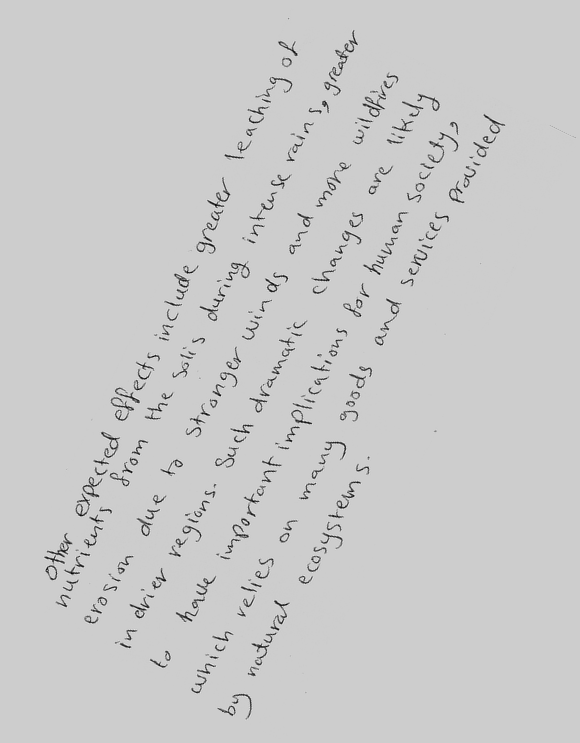 Other expected effects include greater leaching of
nutrients from the solis during intense rains, greater
erosion due to stronger winds and more wildfires
in drier regions. Such dramatic changes are likely
to have important implications for human society,
which relies on many goods and services provided
by natural ecosystems.